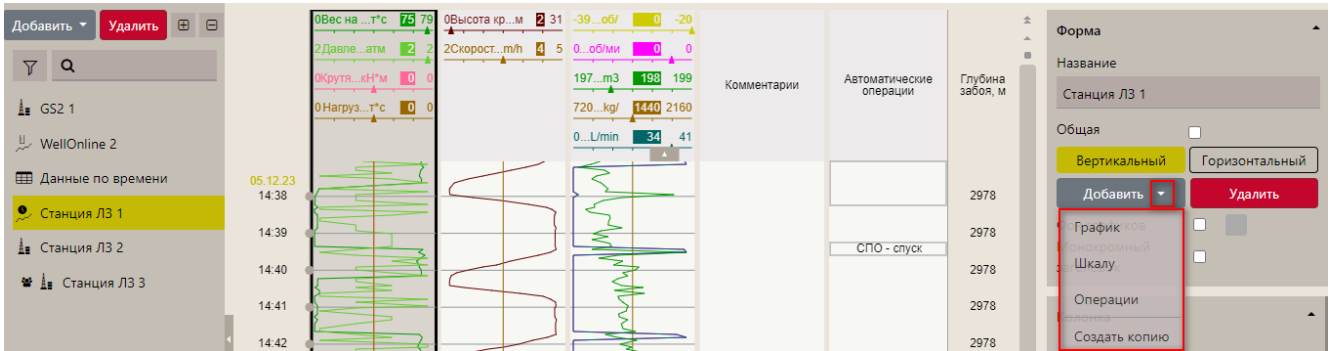 Добавить
Удалить
GS2 1
WellOnline 2
Данные по времени
Станция ЛЗ 1
Станция ЛЗ 2
Станция ЛЗ 3
0Вес на ...т*с 75 79
2Давле...атм 2 2
0Крутя...кН*м 0 0
0Нагруз...т*с 0 0
0Высота кр...м 2 31
2Скорост...m/h 4 5
-39...об/ 0 -20
0...об/ми 0 0
197...m3 198 199
720...kg/ 1440 2160
0...L/min 34 41
Комментарии
Автоматические
операции
Глубина
забоя, м
05.12.23
14:38
14:39
14:40
14:41
14:42
СПО - спуск
2978
2978
2978
2978
2978
Форма
Название
Станция ЛЗ 1
Общая
Вертикальный
Горизонтальный
Добавить
Удалить
График
Шкалу
Операции
Создать копию